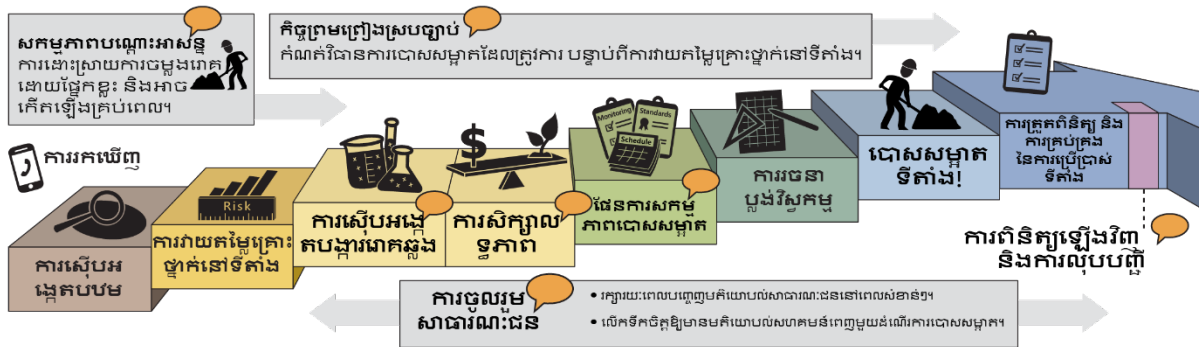 សកម្មភាពបណ្តោះអាសន្ន
ការដោះស្រាយការចម្លងរោគ
ដោយផ្នែកខ្លះ និងអាច
កើតឡើងគ្រប់ពេល។
កិច្ចព្រមព្រៀងស្របច្បាប់
កំណត់វិធានការបោសសម្អាតដែលត្រូវការ បន្ទាប់ពីការវាយតម្លៃគ្រោះថ្នាក់នៅទីតាំង។
ការរកឃើញ
ការស៊ើបអ
ង្កេតបឋម
Risk
ការវាយតម្លៃគ្រោះ
ថ្នាក់នៅទីតាំង
ការស៊ើបអង្កេ
តបង្ការរោគឆ្លង
$
ការសិក្សាល
ទ្ធភាព
Monitoring
Standards
Schedule
ផែនការសកម្ម
ភាពបោសសម្អាត
ការរចនា
ប្លង់វិស្វកម្ម
បោសសម្អាត
ទីតាំង!
ការត្រួតពិនិត្យ និង
ការគ្រប់គ្រង
នៃការប្រើប្រាស់
ទីតាំង
ការពិនិត្យឡើងវិញ
និងការលុបបញ្ជី
ការចូលរួម
សាធារណៈជន
• រក្សារយៈពេលបញ្ចេញមតិយោបល់សាធារណៈជននៅពេលសំខាន់ៗ។
• លើកទឹកចិត្តឱ្យមានមតិយោបល់សហគមន៍ពេញមួយដំណើរការបោសសម្អាត។